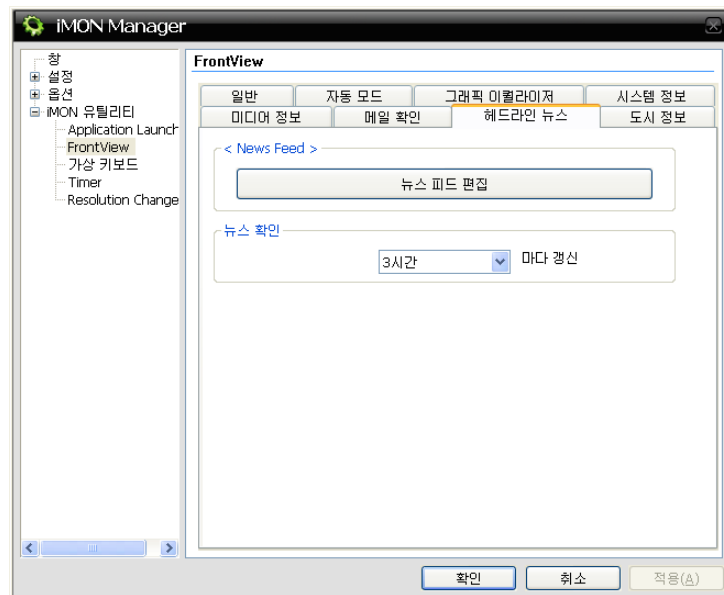 iMON Manager
창
설정
옵션
iMON 유틸리티
Application Launch
FrontView
가상 키보드
Timer
Resolution Change
FrontView
일반 자동 모드 그래픽 이퀄라이저 시스템 정보
미디어 정보 메일 확인 헤드라인 뉴스 도시 정보
< News Feed >
뉴스 피드 편집
뉴스 확인
3시간 마다 갱신
확인 취소 적용(A)